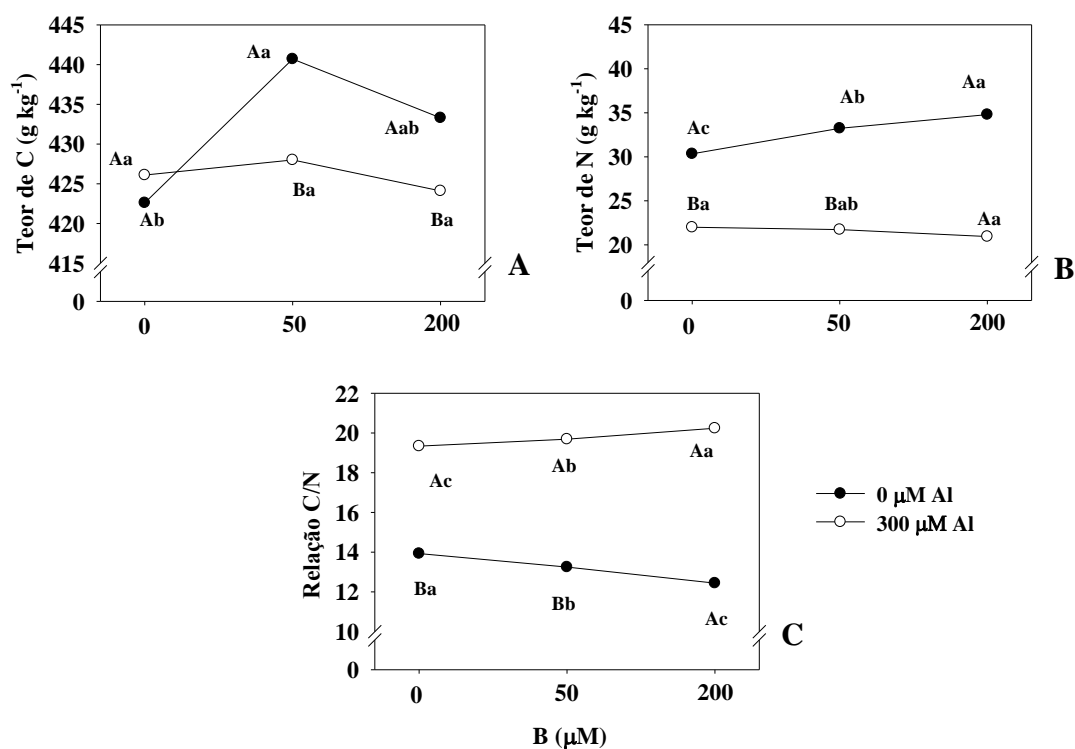 Teor de C (g kg⁻¹)
445
440
435
430
425
420
415
0
Aa
Ab
Aa
Ba
Aab
Ba
0 50 200
A
Teor de N (g kg⁻¹)
45
40
35
30
25
20
0
Ac
Ab
Aa
Ba
Bab
Aa
0 50 200
B
Relação C/N
22
20
18
16
14
12
10
0
Ac
Ab
Aa
Ba
Bb
Ac
0 50 200
C
B (μM)
0 μM Al
300 μM Al